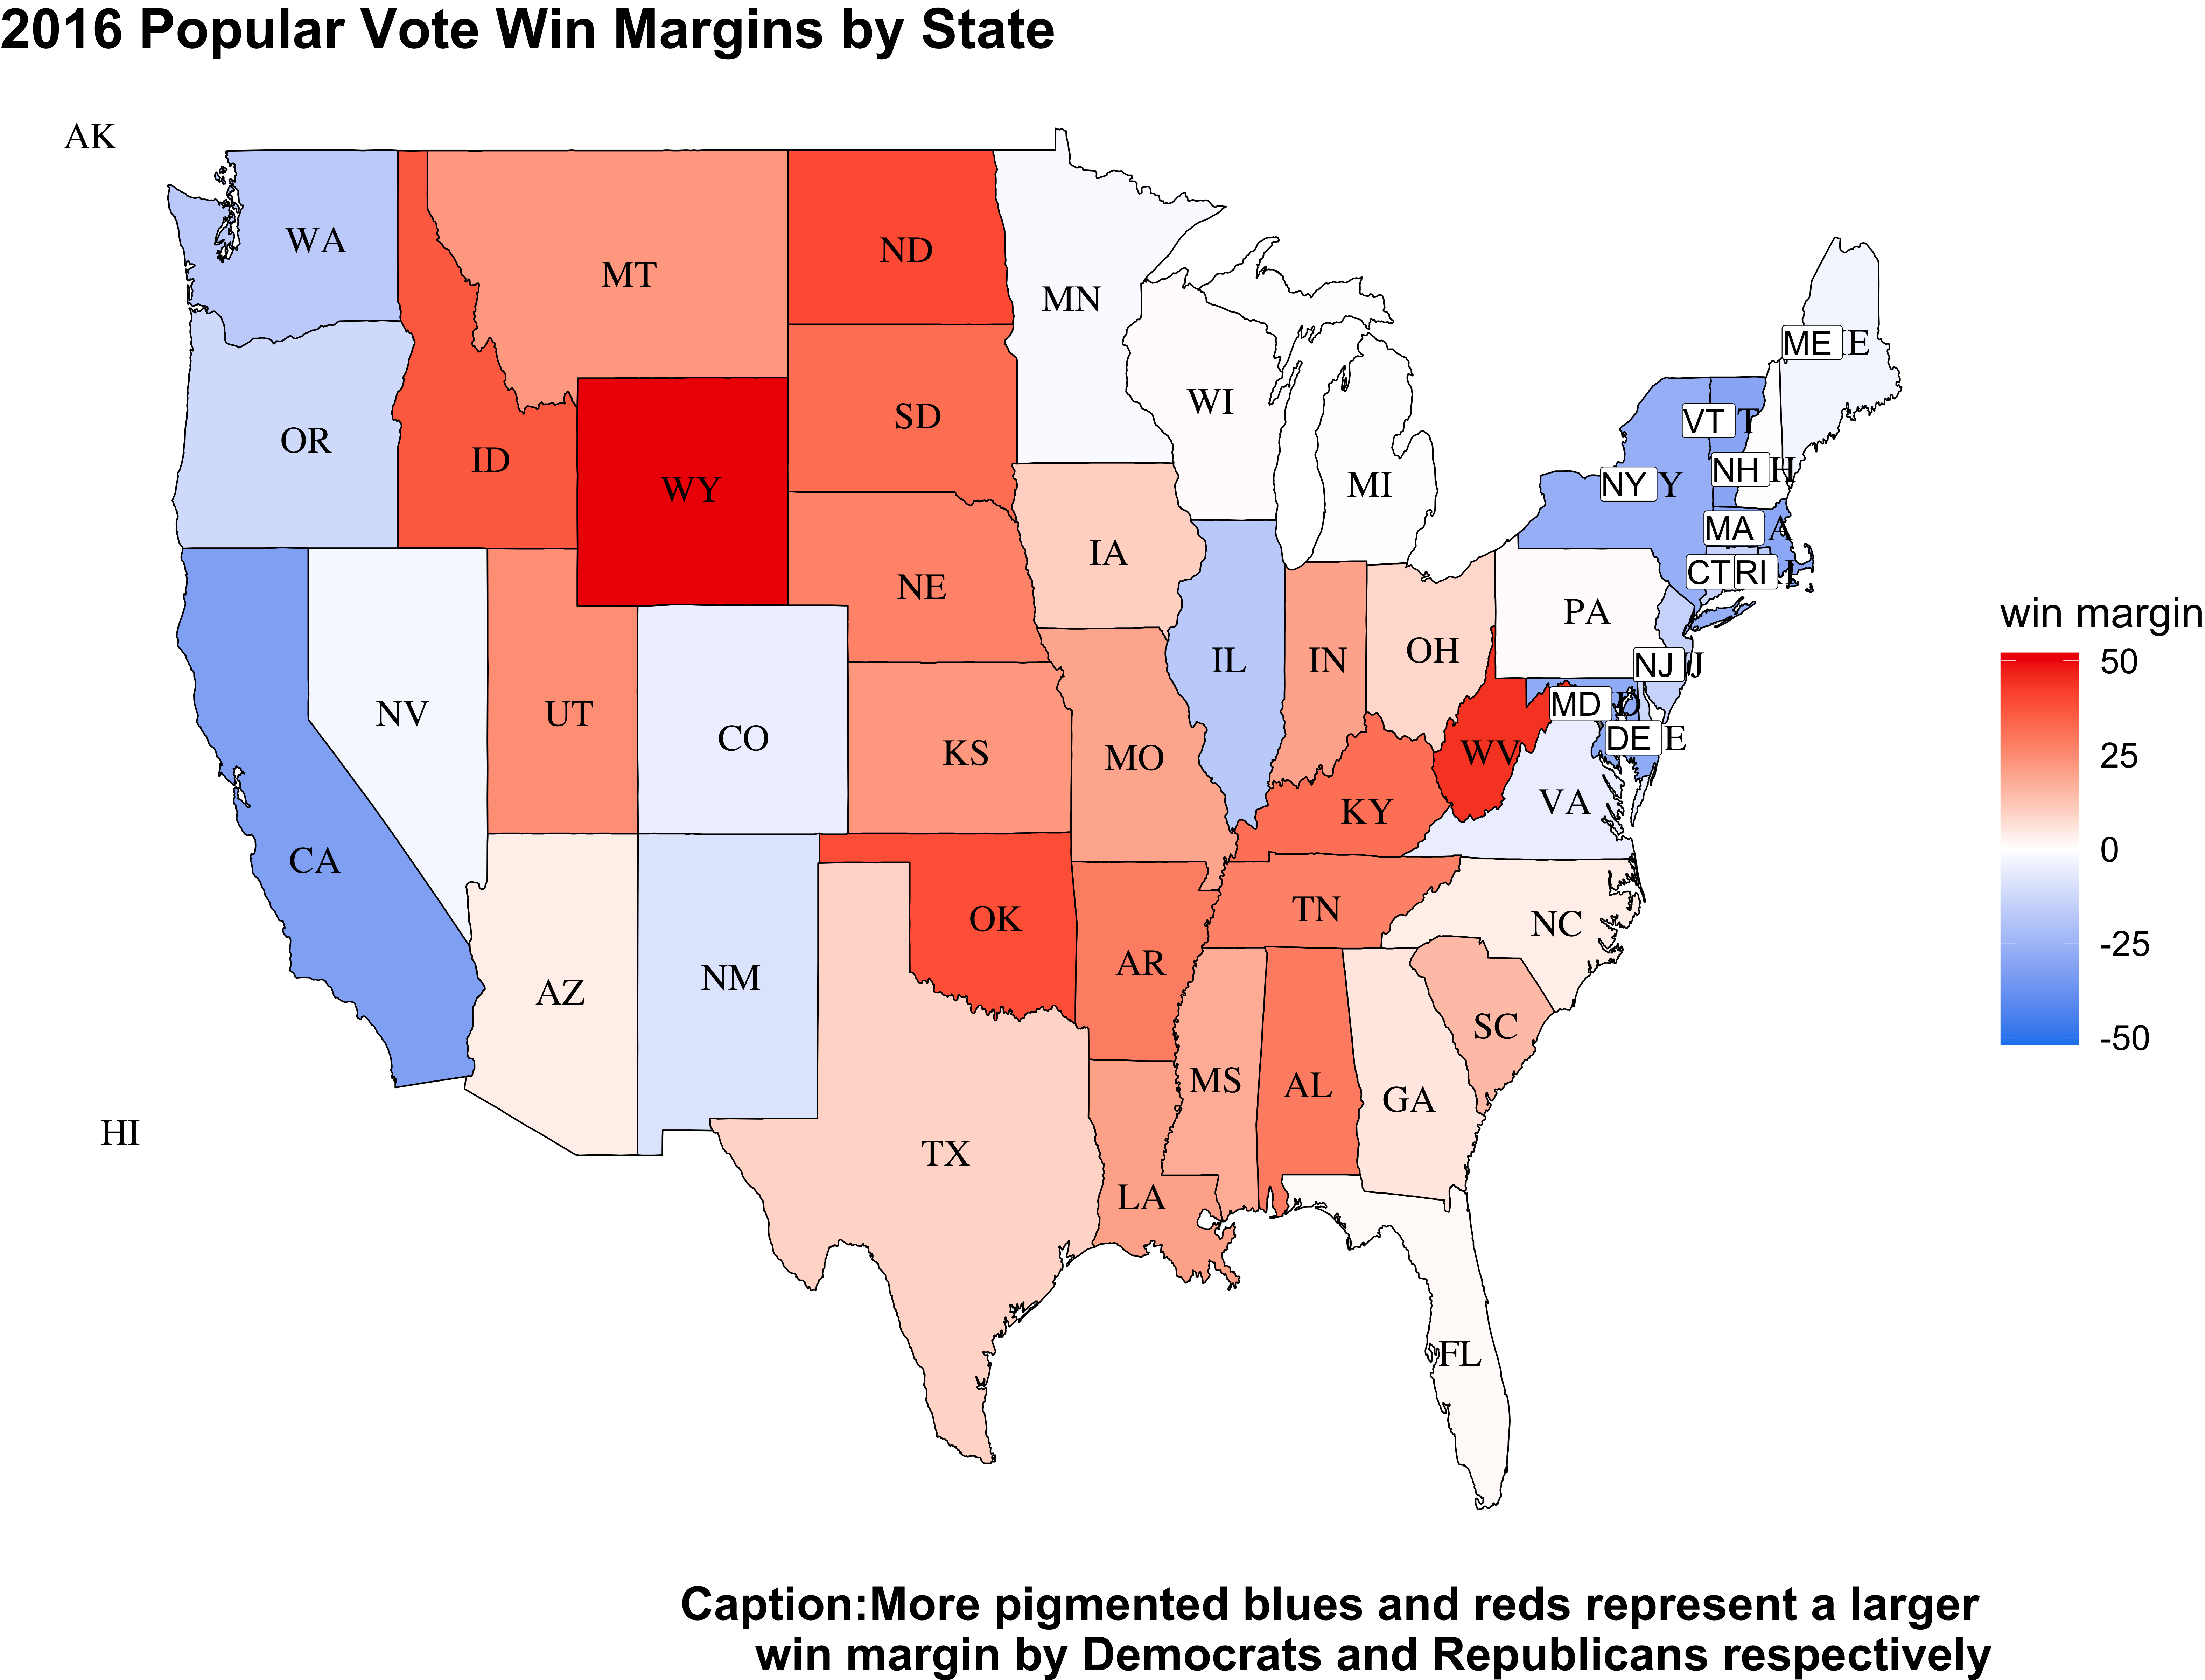 2016 Popular Vote Win Margins by State
AK
WA
MT
ND
MN
ME
E
OR
ID
WY
SD
WI
MI
VT
T
NH
H
NY
Y
MA
A
CT
RI
I
IA
NE
PA
NV
UT
CO
KS
MO
IL
IN
OH
NJ
J
MD
D
DE
E
WV
KY
VA
CA
AZ
NM
OK
AR
TN
NC
SC
MS
AL
GA
HI
TX
LA
FL
win margin
50
25
0
-25
-50
Caption:More pigmented blues and reds represent a larger
win margin by Democrats and Republicans respectively